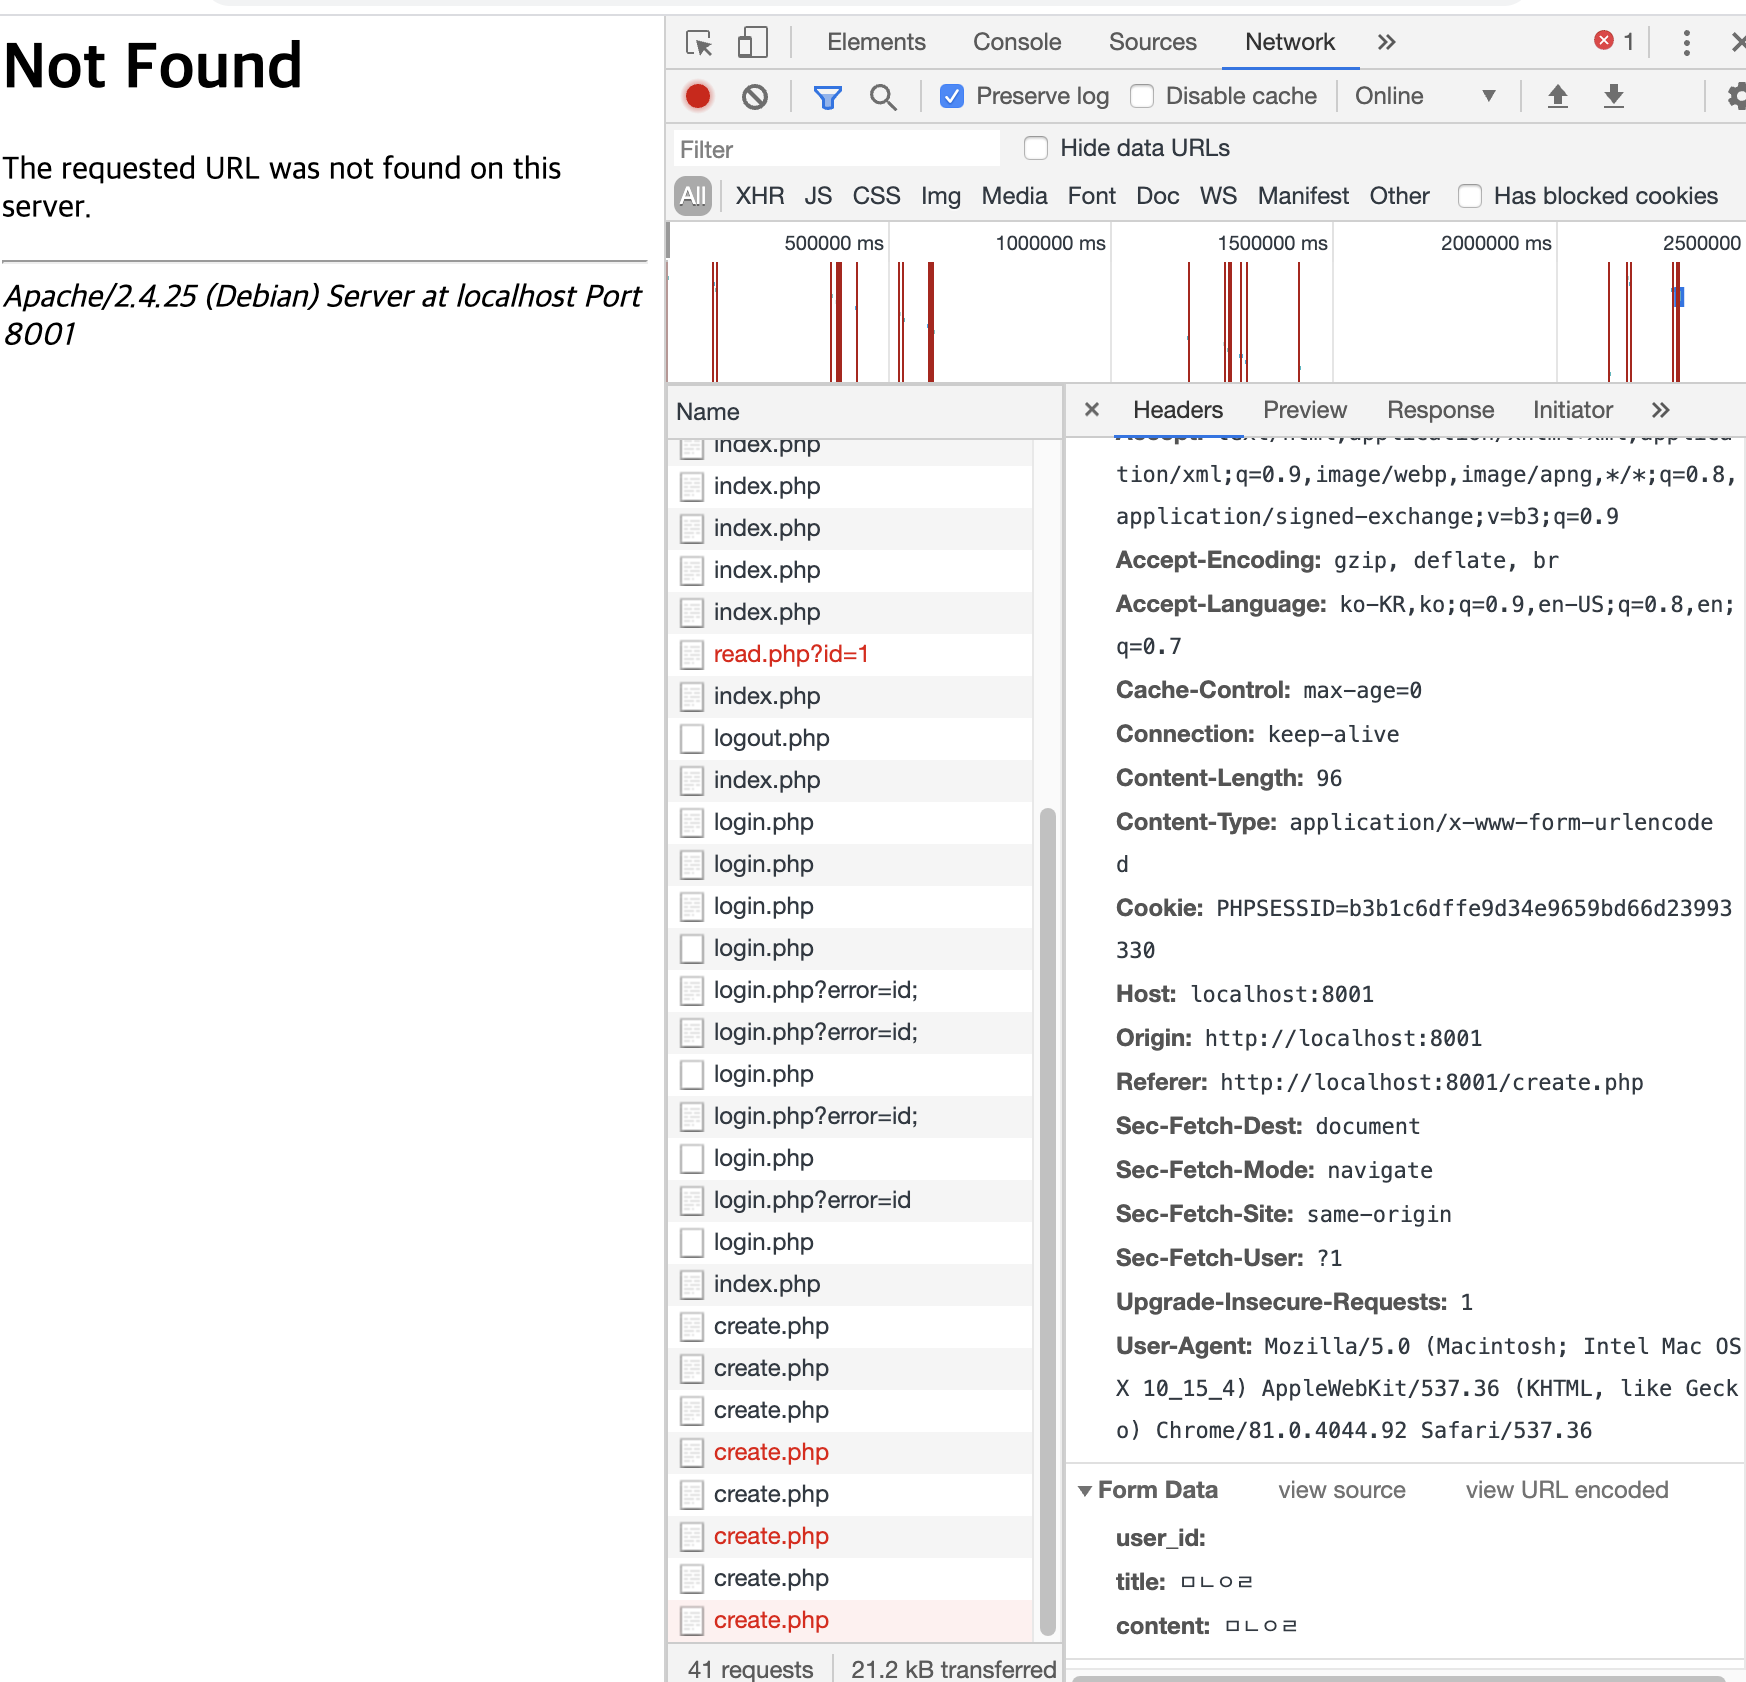 Not Found
The requested URL was not found on this
server.
Apache/2.4.25 (Debian) Server at localhost Port
8001
Elements Console Sources Network 1
Preserve log Disable cache Online
Filter Hide data URLs
All XHR JS CSS Img Media Font Doc WS Manifest Other Has blocked cookies
500000 ms 1000000 ms 1500000 ms 2000000 ms 2500000
Name
index.php
index.php
index.php
index.php
index.php
read.php?id=1
index.php
logout.php
index.php
login.php
login.php
login.php
login.php
login.php?error=id;
login.php?error=id;
login.php
login.php?error=id;
login.php
login.php?error=id
login.php
index.php
create.php
create.php
create.php
create.php
create.php
create.php
create.php
create.php
41 requests 21.2 kB transferred
Headers Preview Response Initiator
Accept: text/html,application/xhtml+xml,applica
tion/xml;q=0.9,image/webp,image/apng,*/*;q=0.8,
application/signed-exchange;v=b3;q=0.9
Accept-Encoding: gzip, deflate, br
Accept-Language: ko-KR,ko;q=0.9,en-US;q=0.8,en;
q=0.7
Cache-Control: max-age=0
Connection: keep-alive
Content-Length: 96
Content-Type: application/x-www-form-urlencode
d
Cookie: PHPSESSID=b3b1c6dffe9d34e9659bd66d23993
330
Host: localhost:8001
Origin: http://localhost:8001
Referer: http://localhost:8001/create.php
Sec-Fetch-Dest: document
Sec-Fetch-Mode: navigate
Sec-Fetch-Site: same-origin
Sec-Fetch-User: ?1
Upgrade-Insecure-Requests: 1
User-Agent: Mozilla/5.0 (Macintosh; Intel Mac OS
X 10_15_4) AppleWebKit/537.36 (KHTML, like Geck
o) Chrome/81.0.4044.92 Safari/537.36
Form Data view source view URL encoded
user_id:
title: ㅁㄴㅇㄹ
content: ㅁㄴㅇㄹ